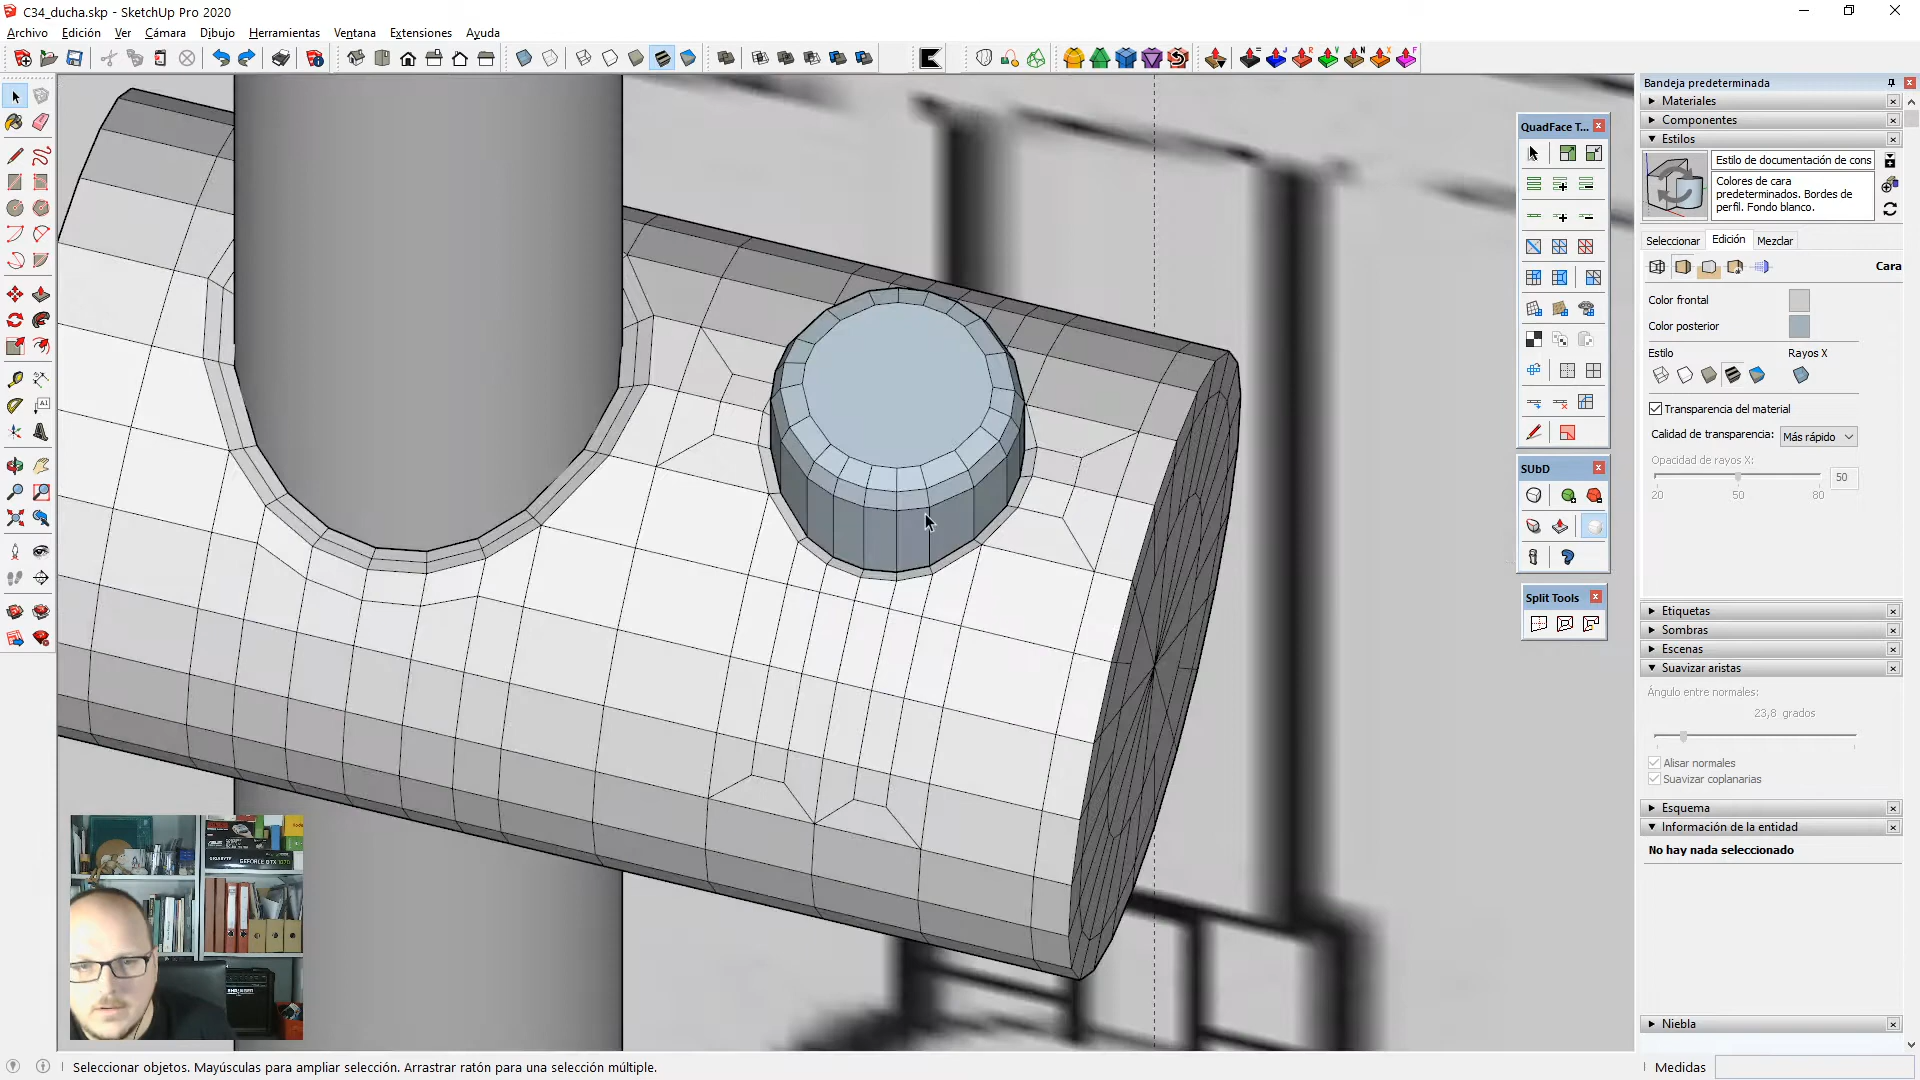 C34_ducha.skp - SketchUp Pro 2020
Archivo Edición Ver Cámara Dibujo Herramientas Ventana Extensiones Ayuda
Bandeja predeterminada
Materiales
Componentes
Estilos
Estilo de documentación de cons
Colores de cara
predeterminados. Bordes de
perfil. Fondo blanco.
Seleccionar Edición Mezclar
Cara
Color frontal
Color posterior
Estilo Rayos X
Transparencia del material
Calidad de transparencia: Más rápido
Opacidad de rayos X:
50
20 50 80
Etiquetas
Sombras
Escenas
Suavizar aristas
Ángulo entre normales:
23,8 grados
Alisar normales
Suavizar coplanarias
Esquema
Información de la entidad
No hay nada seleccionado
Niebla
QuadFace T...
SUbD
Split Tools
GEFORCE GTX 1070
GIGABYTE
Seleccionar objetos. Mayúsculas para ampliar selección. Arrastrar ratón para una selección múltiple.
Medidas